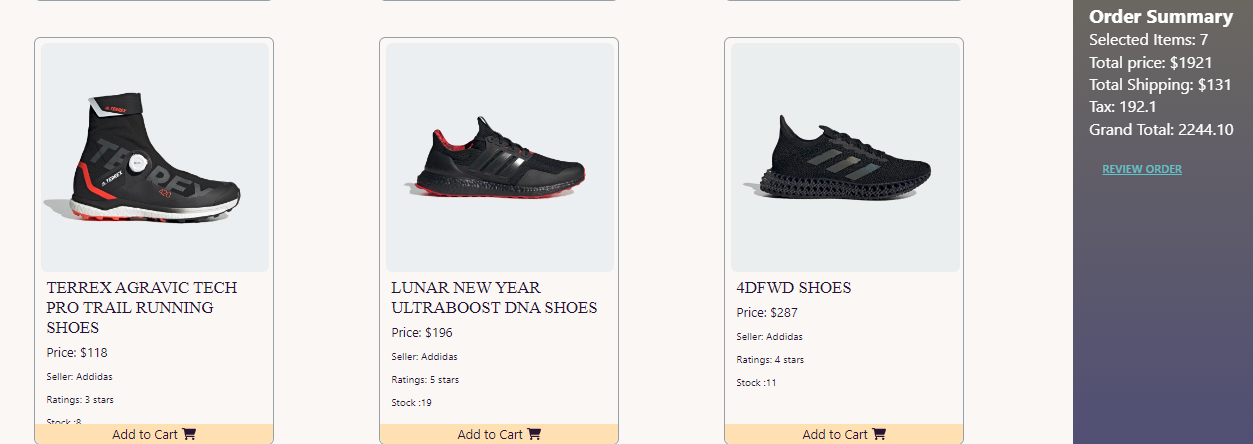 TERREX AGRAVIC TECH
PRO TRAIL RUNNING
SHOES
Price: $118
Seller: Addidas
Ratings: 3 stars
Stock :8
Add to Cart
LUNAR NEW YEAR
ULTRABOOST DNA SHOES
Price: $196
Seller: Addidas
Ratings: 5 stars
Stock :19
Add to Cart
4DFWD SHOES
Price: $287
Seller: Addidas
Ratings: 4 stars
Stock :11
Add to Cart
Order Summary
Selected Items: 7
Total price: $1921
Total Shipping: $131
Tax: 192.1
Grand Total: 2244.10
REVIEW ORDER